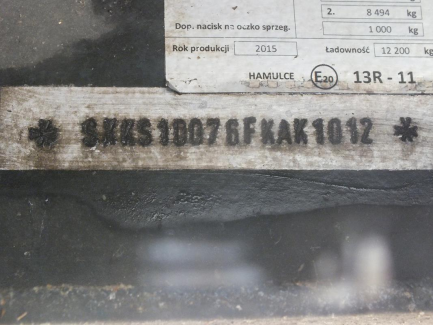 2. 8 494 kg
Dop. nacisk na oczko sprzęg. 1 000 kg
Rok produkcji 2015 Ładowność 12 200 kg
HAMULCE E20 13R - 11
* SKKS10076FKAK1012 *